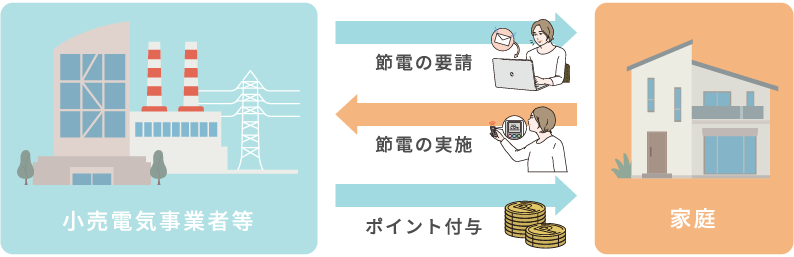 節電の要請
節電の実施
小売電気事業者等
ポイント付与
家庭